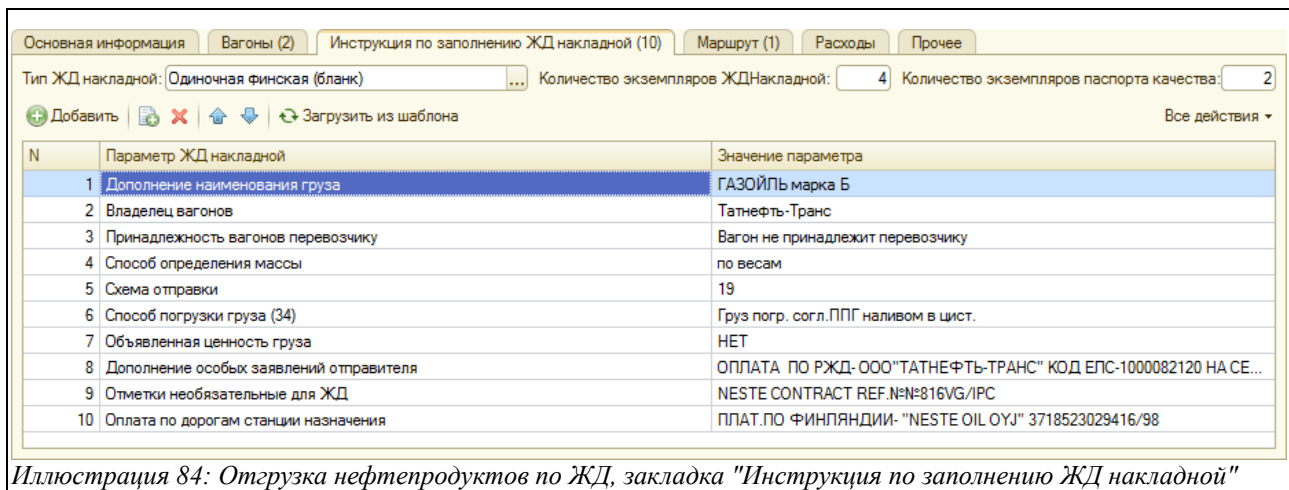 Основная информация Вагоны (2) Инструкция по заполнению ЖД накладной (10) Маршрут (1) Расходы Прочее
Тип ЖД накладной: Одиночная финская (бланк) ... Количество экземпляров ЖДНакладной: 4 Количество экземпляров паспорта качества: 2
Добавить Загрузить из шаблона Все действия
N Параметр ЖД накладной Значение параметра
1 Дополнение наименования груза ГАЗОЙЛЬ марка Б
2 Владелец вагонов Татнефть-Транс
3 Принадлежность вагонов перевозчику Вагон не принадлежит перевозчику
4 Способ определения массы по весам
5 Схема отправки 19
6 Способ погрузки груза (34) Груз погр. согл.ППГ наливом в цист.
7 Объявленная ценность груза НЕТ
8 Дополнение особых заявлений отправителя ОПЛАТА ПО РЖД- ООО"ТАТНЕФТЬ-ТРАНС" КОД ЕЛС-1000082120 НА СЕ...
9 Отметки необязательные для ЖД NESTE CONTRACT REF.№№816VG/IPC
10 Оплата по дорогам станции назначения ПЛАТ.ПО ФИНЛЯНДИИ- "NESTE OIL OYJ" 3718523029416/98
Иллюстрация 84: Отгрузка нефтепродуктов по ЖД, закладка "Инструкция по заполнению ЖД накладной"